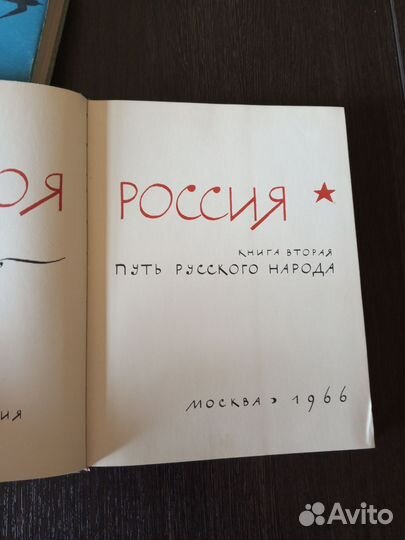 ОЯ РОССИЯ
КНИГА ВТОРАЯ
ПУТЬ РУССКОГО НАРОДА
МОСКВА 1966
ИЯ
Avito